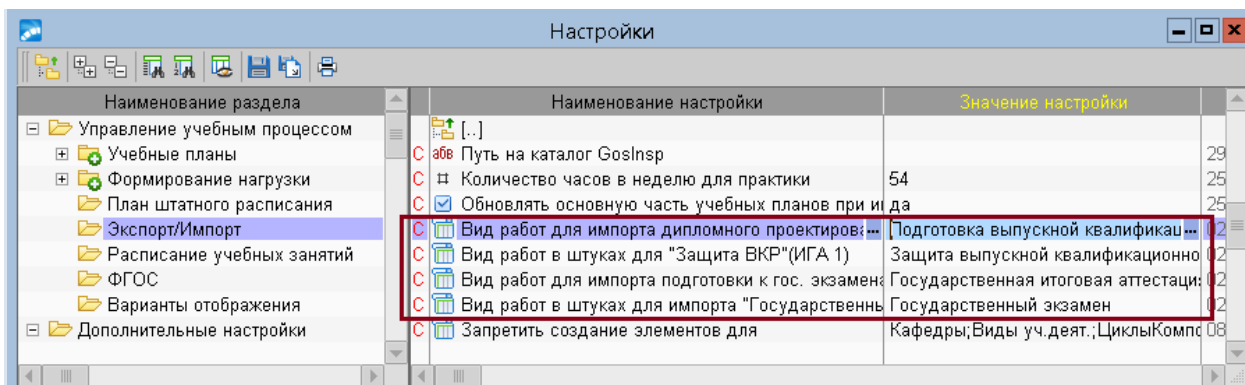 Настройки
Наименование раздела
Наименование настройки
Значение настройки
Управление учебным процессом
[..]
Учебные планы
С абв Путь на каталог GosInsp 29
Формирование нагрузки
С Количество часов в неделю для практики 54 25
План штатного расписания
С Обновлять основную часть учебных планов при и да 25
Экспорт/Импорт
С Вид работ для импорта дипломного проектирова... Подготовка выпускной квалификац... 02
Расписание учебных занятий
С Вид работ в штуках для "Защита ВКР"(ИГА 1) Защита выпускной квалификационно 02
ФГОС
С Вид работ для импорта подготовки к гос. экзамена Государственная итоговая аттестаци 02
Варианты отображения
С Вид работ в штуках для импорта "Государственны Государственный экзамен 02
Дополнительные настройки
С Запретить создание элементов для Кафедры;Виды уч.деят.;ЦиклыКомпо 08